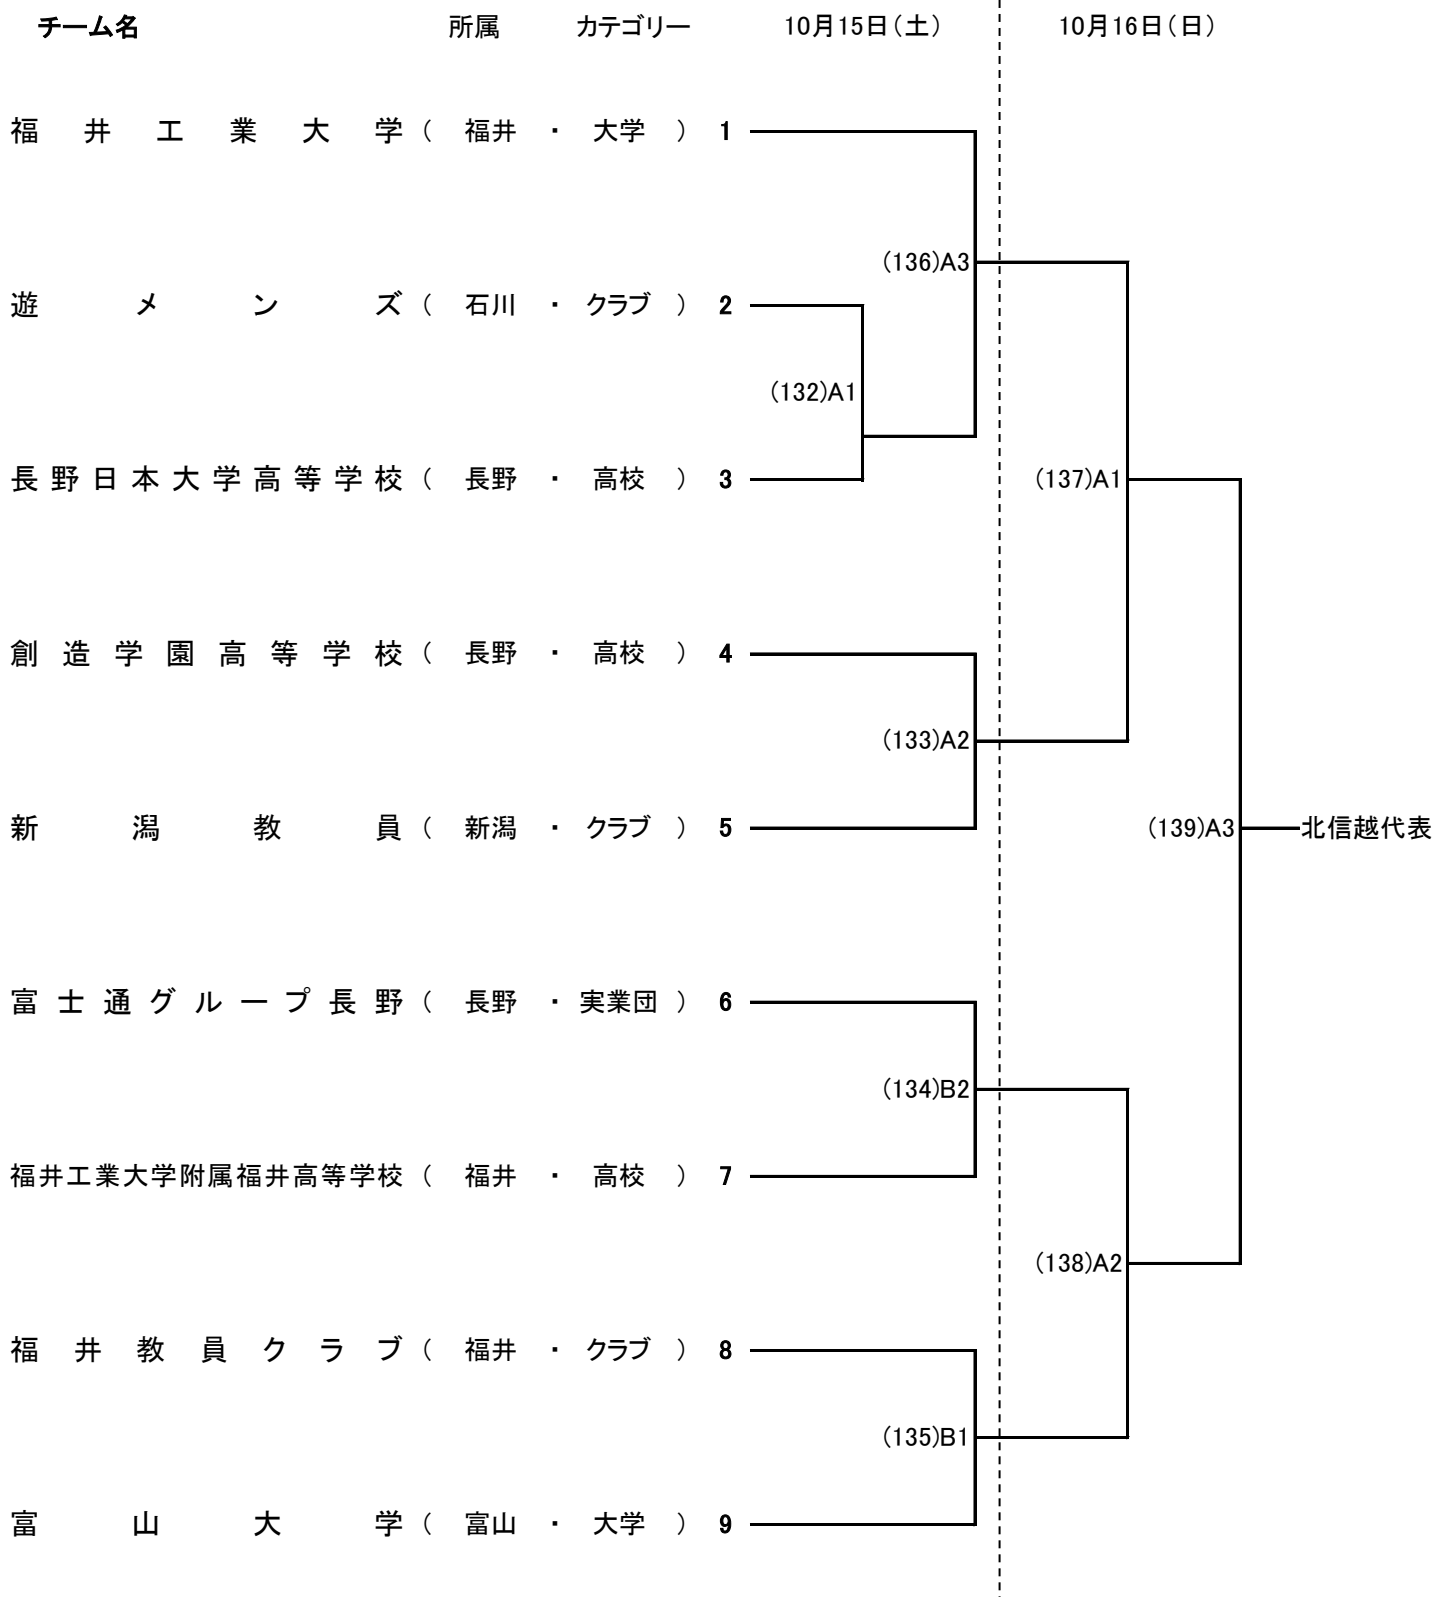 チーム名 所属 カテゴリー 10月15日(土) 10月16日(日)
福井工業大学 ( 福井 ・ 大学 ) 1
(136)A3
遊メンズ ( 石川 ・ クラブ ) 2
(132)A1
長野日本大学高等学校 ( 長野 ・ 高校 ) 3 (137)A1
創造学園高等学校 ( 長野 ・ 高校 ) 4
(133)A2
新潟教員 ( 新潟 ・ クラブ ) 5 (139)A3 北信越代表
富士通グループ長野 ( 長野 ・ 実業団 ) 6
(134)B2
福井工業大学附属福井高等学校 ( 福井 ・ 高校 ) 7
(138)A2
福井教員クラブ ( 福井 ・ クラブ ) 8
(135)B1
富山大学 ( 富山 ・ 大学 ) 9